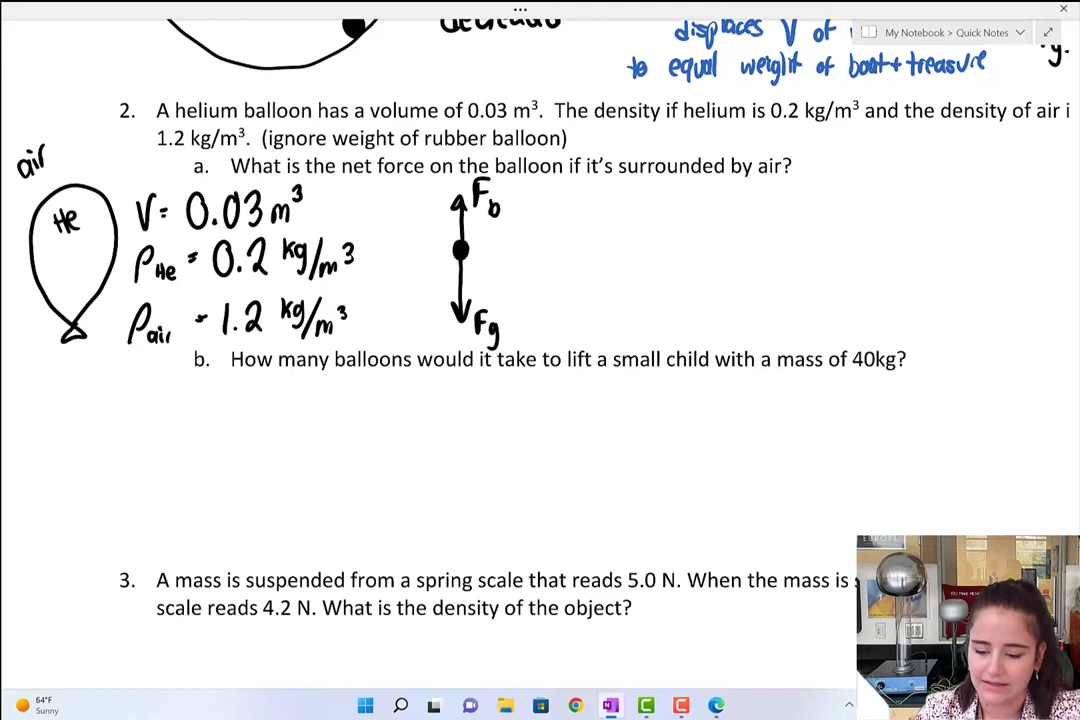 displaces V of
My Notebook > Quick Notes
to equal weight of boat + treasure
2. A helium balloon has a volume of 0.03 m³. The density if helium is 0.2 kg/m³ and the density of air i
1.2 kg/m³. (ignore weight of rubber balloon)
a. What is the net force on the balloon if it's surrounded by air?
air
He
V = 0.03 m³
ρHe = 0.2 kg/m³
ρair = 1.2 kg/m³
Fb
Fg
b. How many balloons would it take to lift a small child with a mass of 40kg?
3. A mass is suspended from a spring scale that reads 5.0 N. When the mass is
scale reads 4.2 N. What is the density of the object?
EUROPE
64°F
Sunny